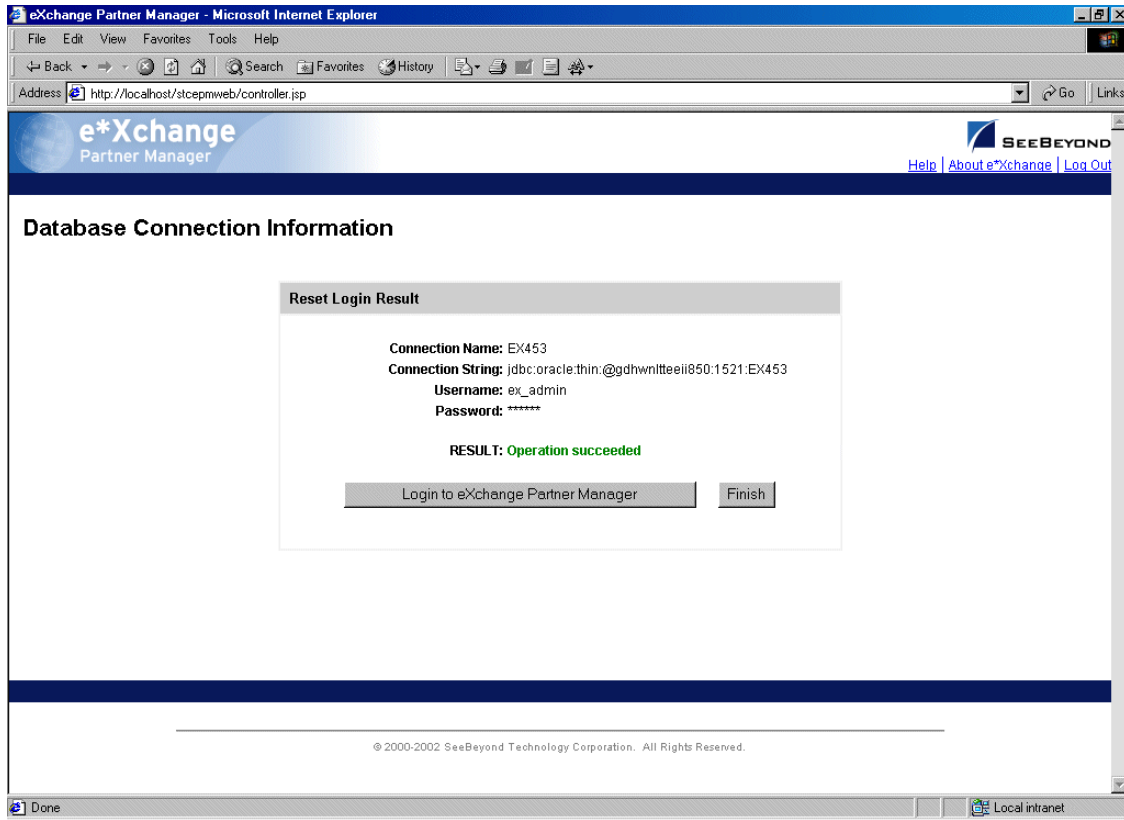 eXchange Partner Manager - Microsoft Internet Explorer
File Edit View Favorites Tools Help
Back Search Favorites History
Address http://localhost/stcepmweb/controller.jsp Go Links
e*Xchange
Partner Manager
SEEBEYOND
Help | About e*Xchange | Log Out
Database Connection Information
Reset Login Result
Connection Name: EX453
Connection String: jdbc:oracle:thin:@gdhwnltteeii850:1521:EX453
Username: ex_admin
Password: ******
RESULT: Operation succeeded
Login to eXchange Partner Manager Finish
© 2000-2002 SeeBeyond Technology Corporation. All Rights Reserved.
Done Local intranet